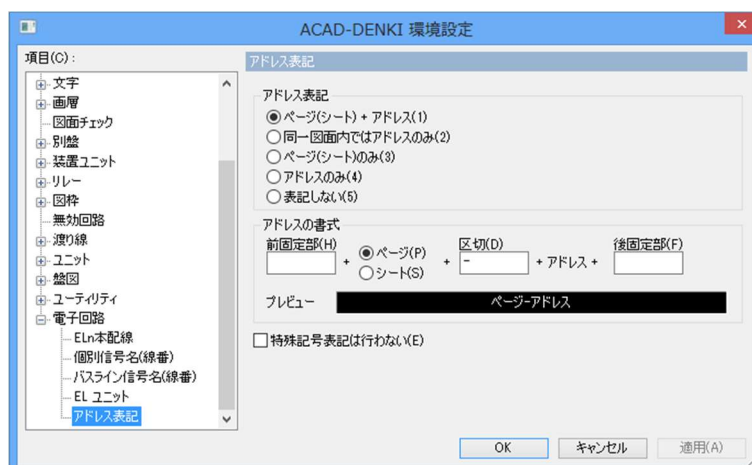 ACAD-DENKI 環境設定
項目(C):
文字
画層
図面チェック
別盤
装置ユニット
リレー
図枠
無効回路
渡り線
ユニット
盤図
ユーティリティ
電子回路
ELn本配線
個別信号名(線番)
バスライン信号名(線番)
EL ユニット
アドレス表記
アドレス表記
アドレス表記
ページ(シート) + アドレス(1)
同一図面内ではアドレスのみ(2)
ページ(シート)のみ(3)
アドレスのみ(4)
表記しない(5)
アドレスの書式
前固定部(H) + ページ(P) シート(S) + 区切(D) - + アドレス + 後固定部(F)
プレビュー ページ-アドレス
特殊記号表記は行わない(E)
OK キャンセル 適用(A)